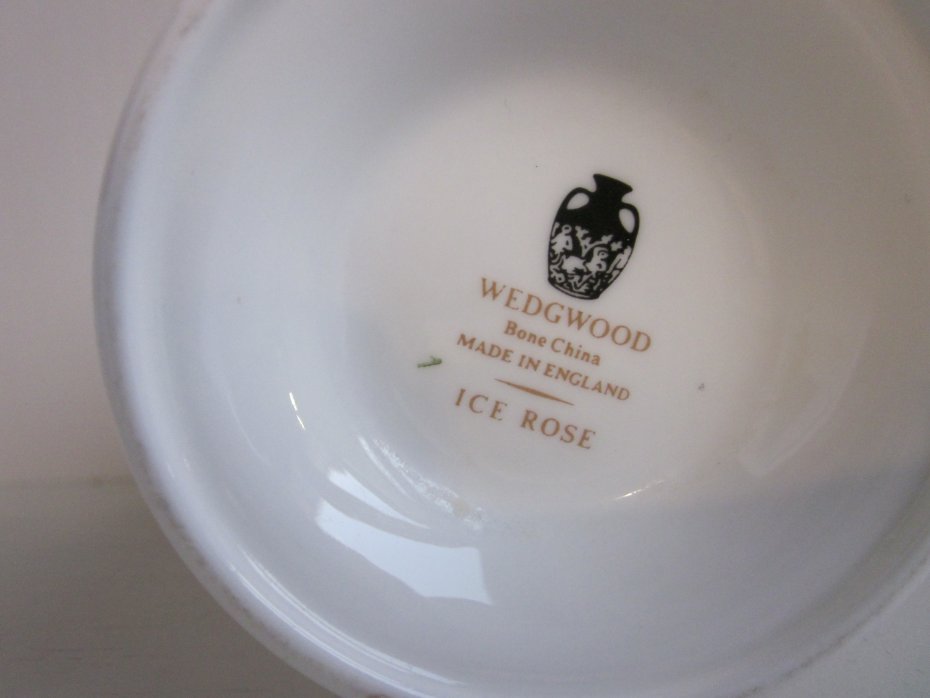 WEDGWOOD
Bone China
MADE IN ENGLAND
ICE ROSE